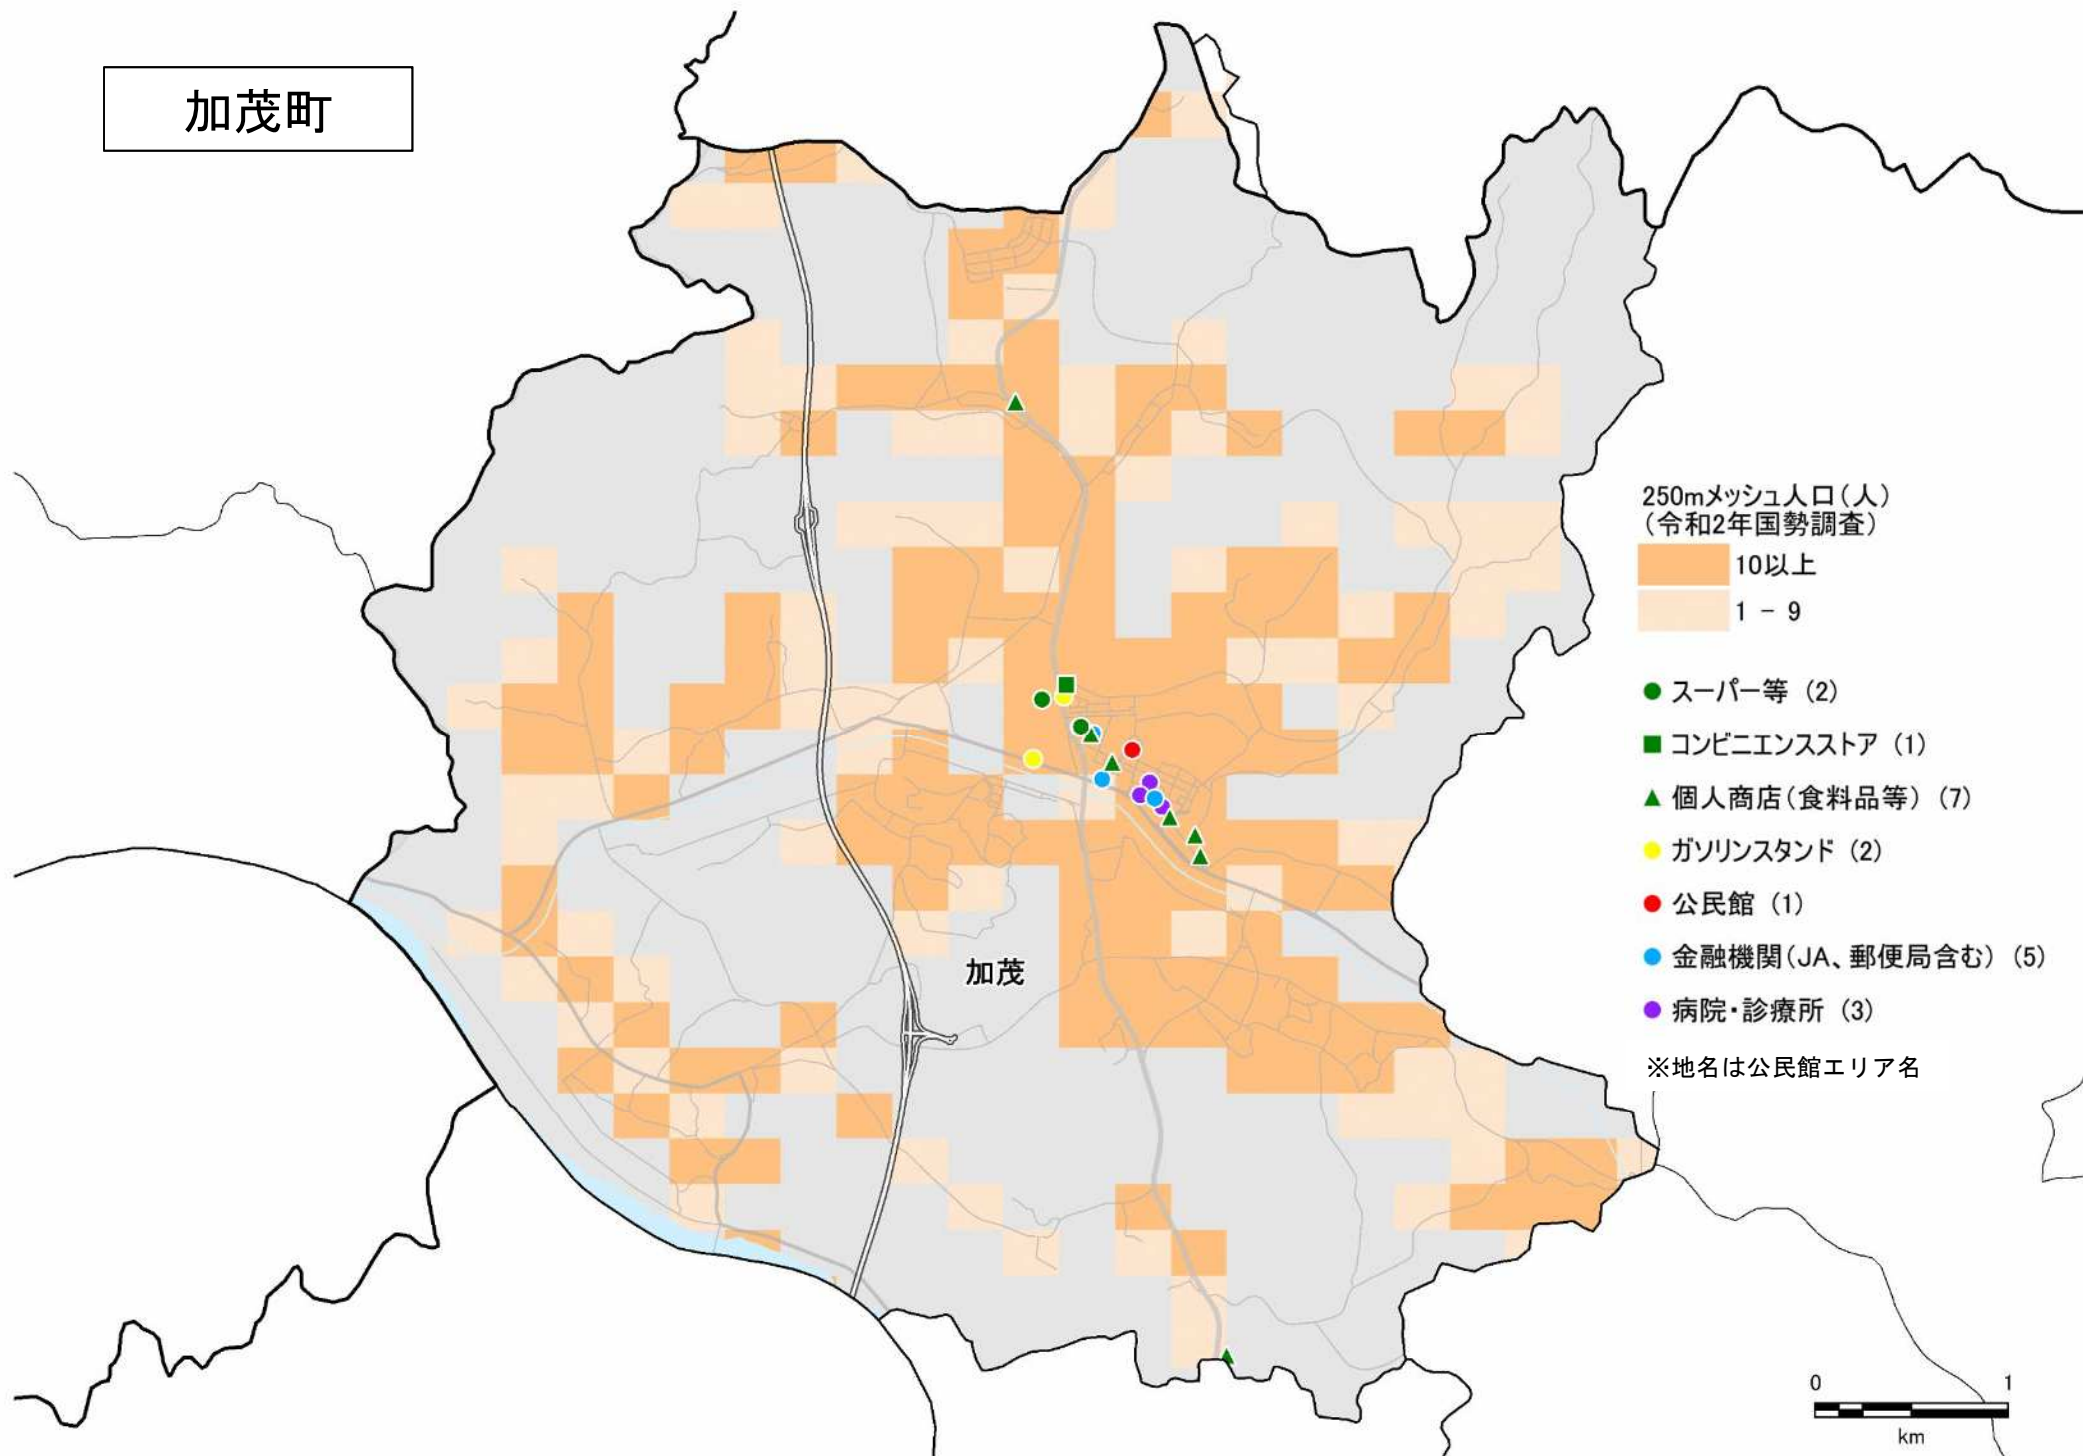 加茂町
250mメッシュ人口(人)
(令和2年国勢調査)
10以上
1 - 9
スーパー等 (2)
コンビニエンスストア (1)
個人商店(食料品等) (7)
ガソリンスタンド (2)
公民館 (1)
金融機関(JA、郵便局含む) (5)
病院・診療所 (3)
※地名は公民館エリア名
加茂
0 1
km